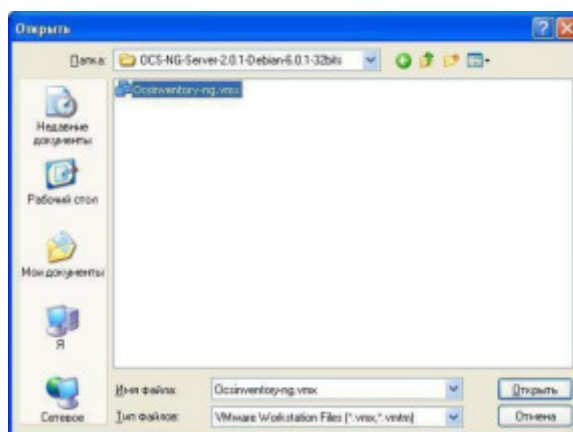 Открыть
Папка: OCS-NG-Server-2.0.1-Debian-6.0.1-32bits
Ocsinventory-ng.vmx
Недавние
документы
Рабочий стол
Мои документы
Я
Сетевое
Имя файла: Ocsinventory-ng.vmx Открыть
Тип файлов: VMware Workstation Files (*.vmx,*.vmtm) Отмена